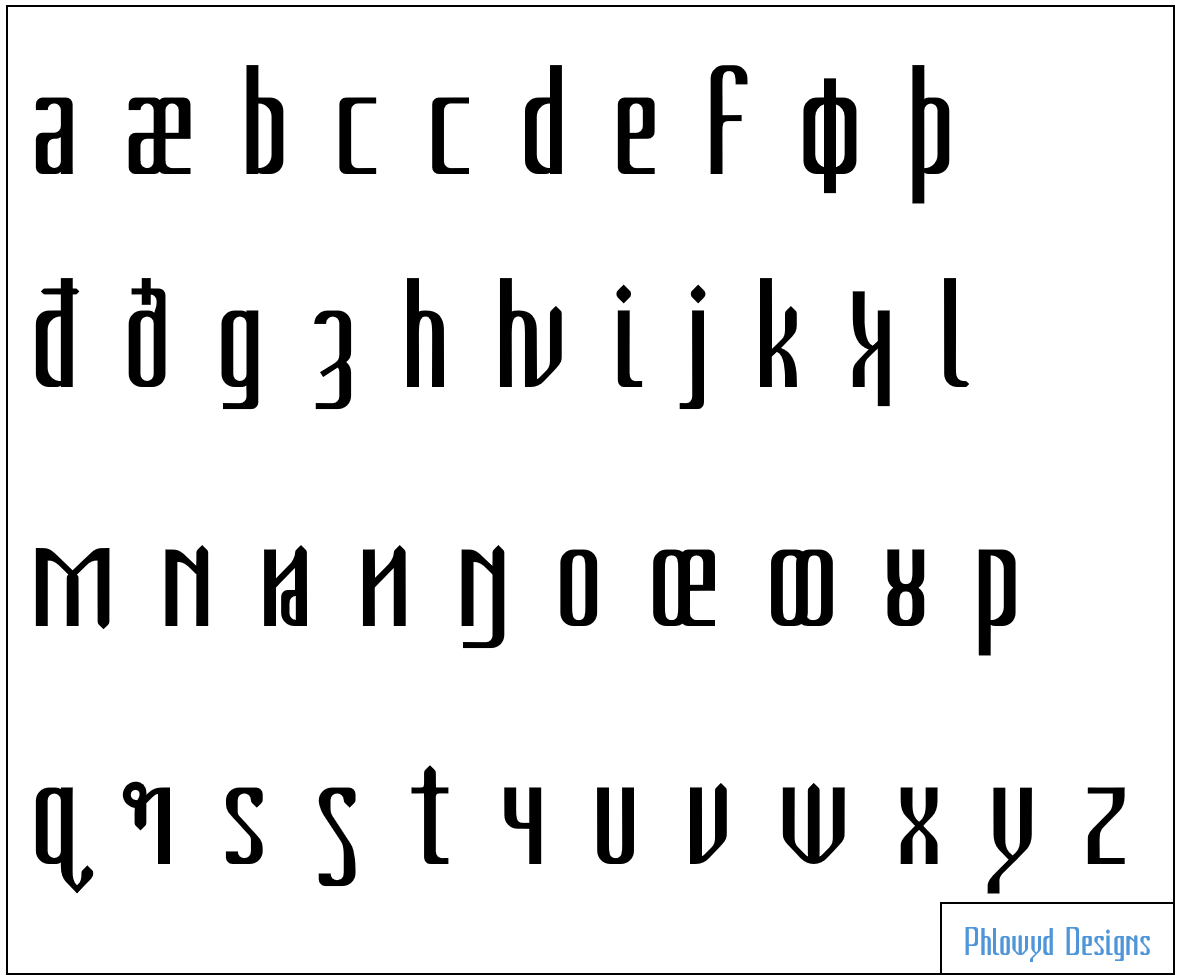 a æ b c c d e f ɸ þ
đ ð g ȝ h ƕ i j k ʞ l
m n и ŋ o œ ꝏ ȣ p
q s t ч u v w x y z
Phlowyd Designs